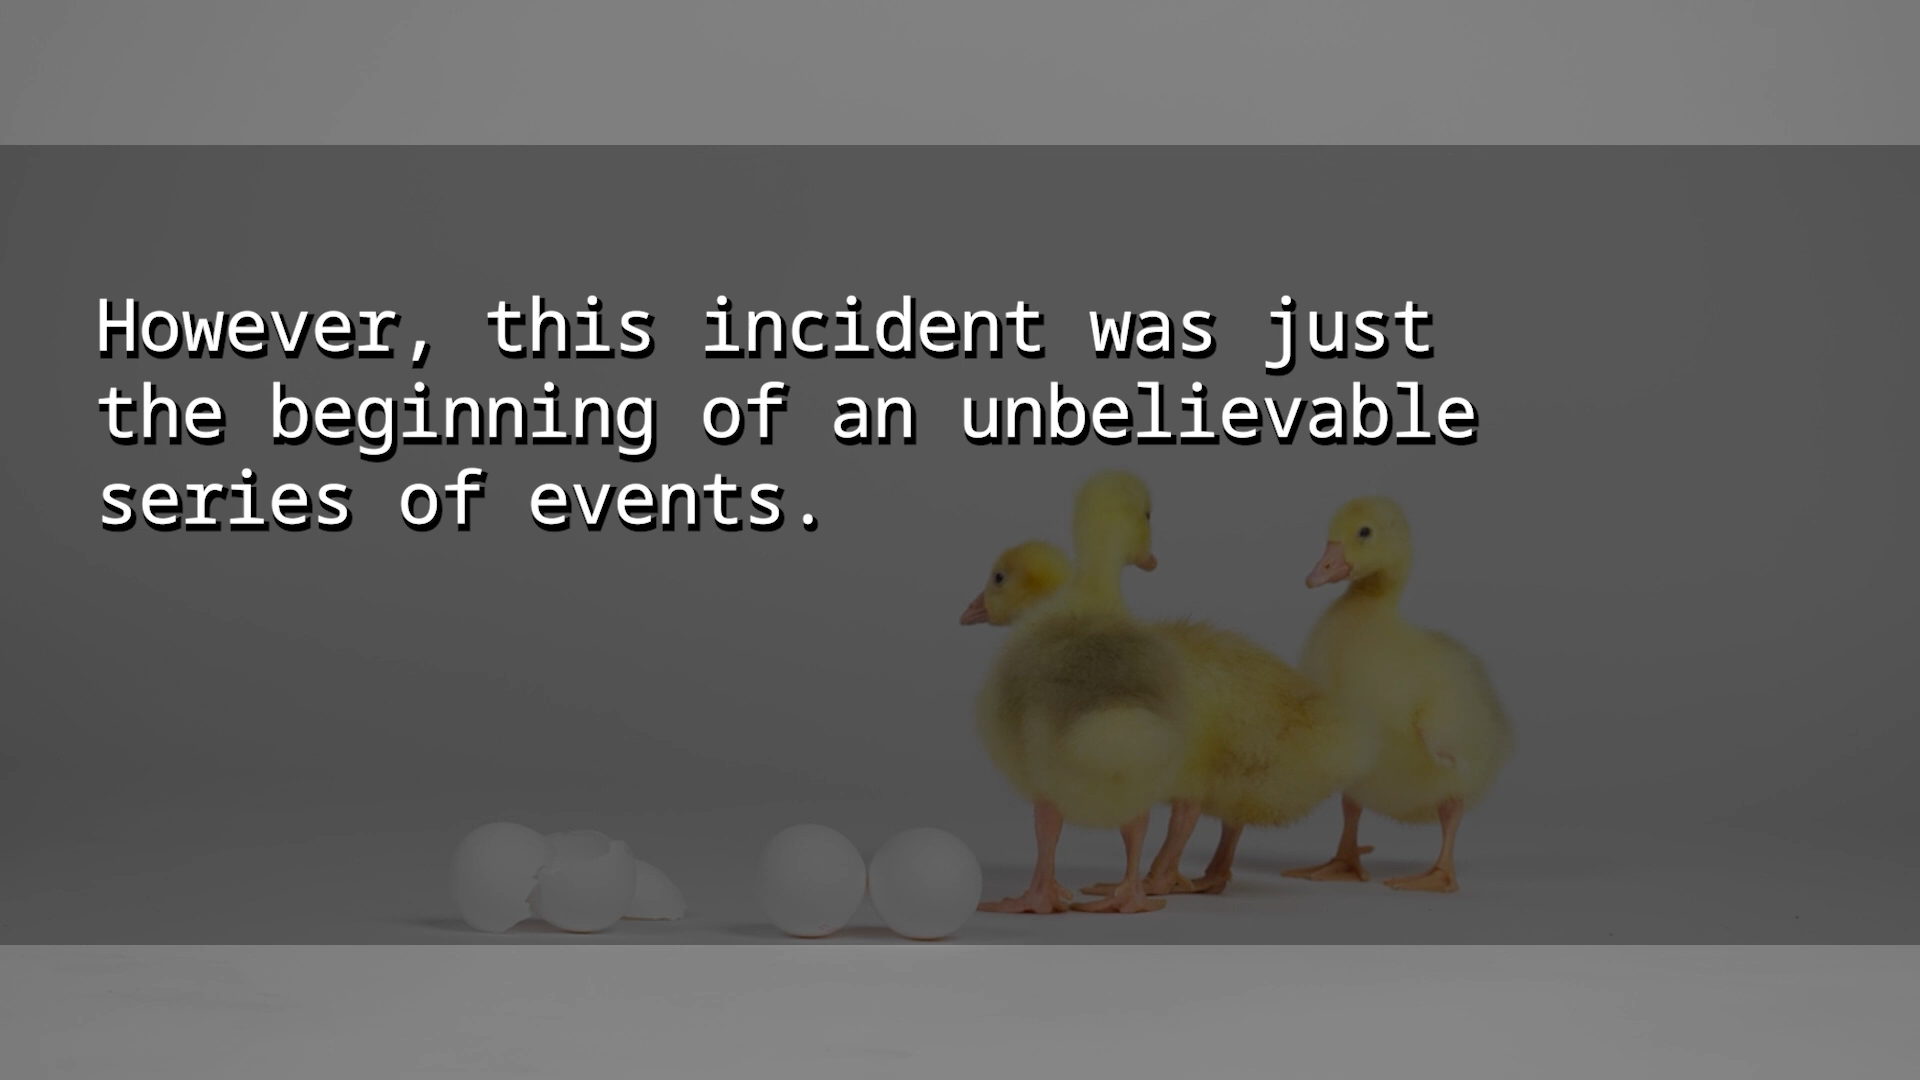 However, this incident was just
the beginning of an unbelievable
series of events.